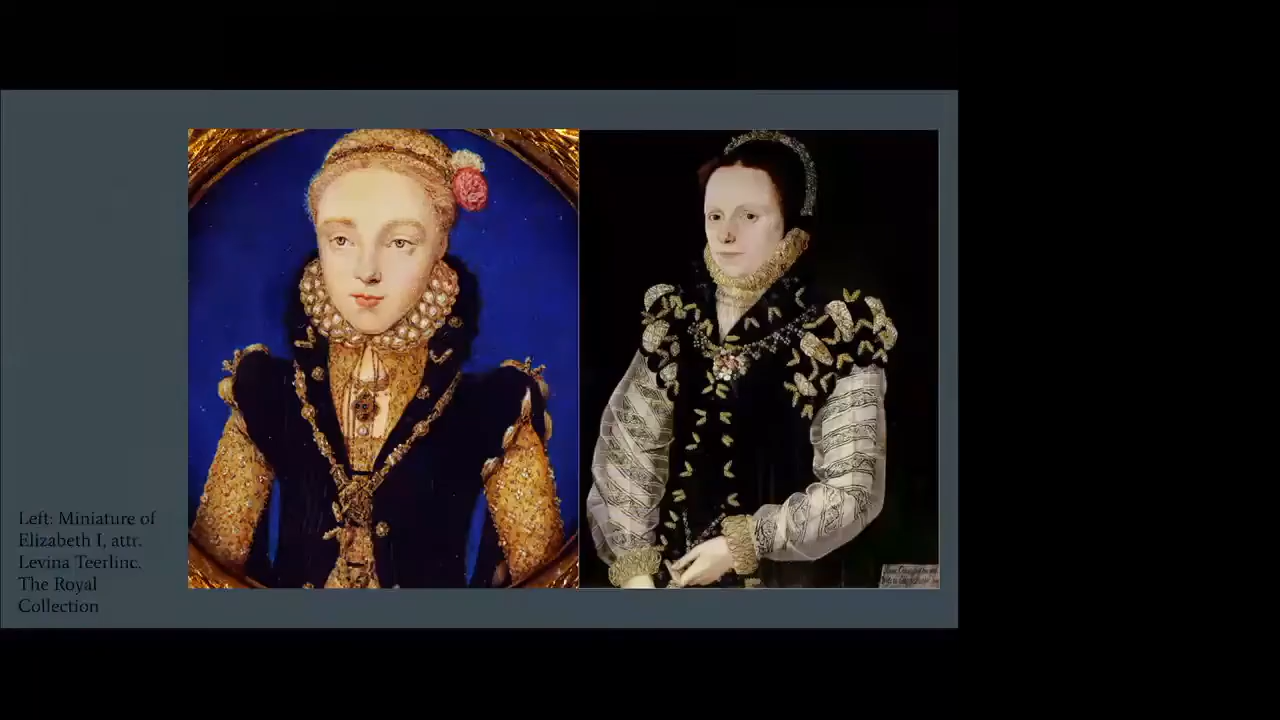 Left: Miniature of
Elizabeth I, attr.
Levina Teerlinc.
The Royal
Collection